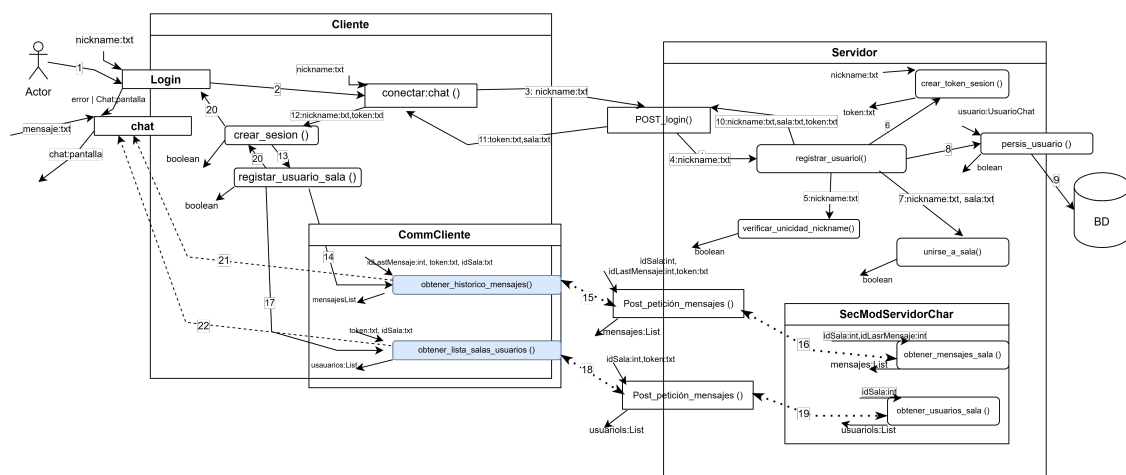 Cliente
Servidor
nickname:txt
1
Actor
Login
2
nickname:txt
conectar:chat ()
3: nickname:txt
error | Chat:pantalla
20
mensaje:txt
chat
chat:pantalla
12:nickname:txt,token:txt
crear_sesion ()
boolean
20
13
registar_usuario_sala ()
boolean
11:token:txt,sala:txt
POST_login()
10:nickname:txt,sala:txt,token:txt
4:nickname:txt
nickname:txt
crear_token_sesion ()
token:txt
6
usuario:UsuarioChat
registrar_usuariol()
8
persis_usuario ()
bolean
9
BD
5:nickname:txt
7:nickname:txt, sala:txt
verificar_unicidad_nickname()
boolean
unirse_a_sala()
boolean
CommCliente
21
14
idLastMensaje:int, token:txt, idSala:txt
obtener_historico_mensajes()
mensajesList
17
22
token:txt, idSala:txt
obtener_lista_salas_usuarios ()
usauarios:List
15
idSala:int,
idLastMensaje:int,token:txt
Post_petición_mensajes ()
mensajes:List
18
idSala:int,token:txt
Post_petición_mensajes ()
usuariols:List
SecModServidorChar
16
idSala:int,idLasrMensaje:int
obtener_mensajes_sala ()
mensajes:List
19
idSala:int
obtener_usuarios_sala ()
usuariols:List